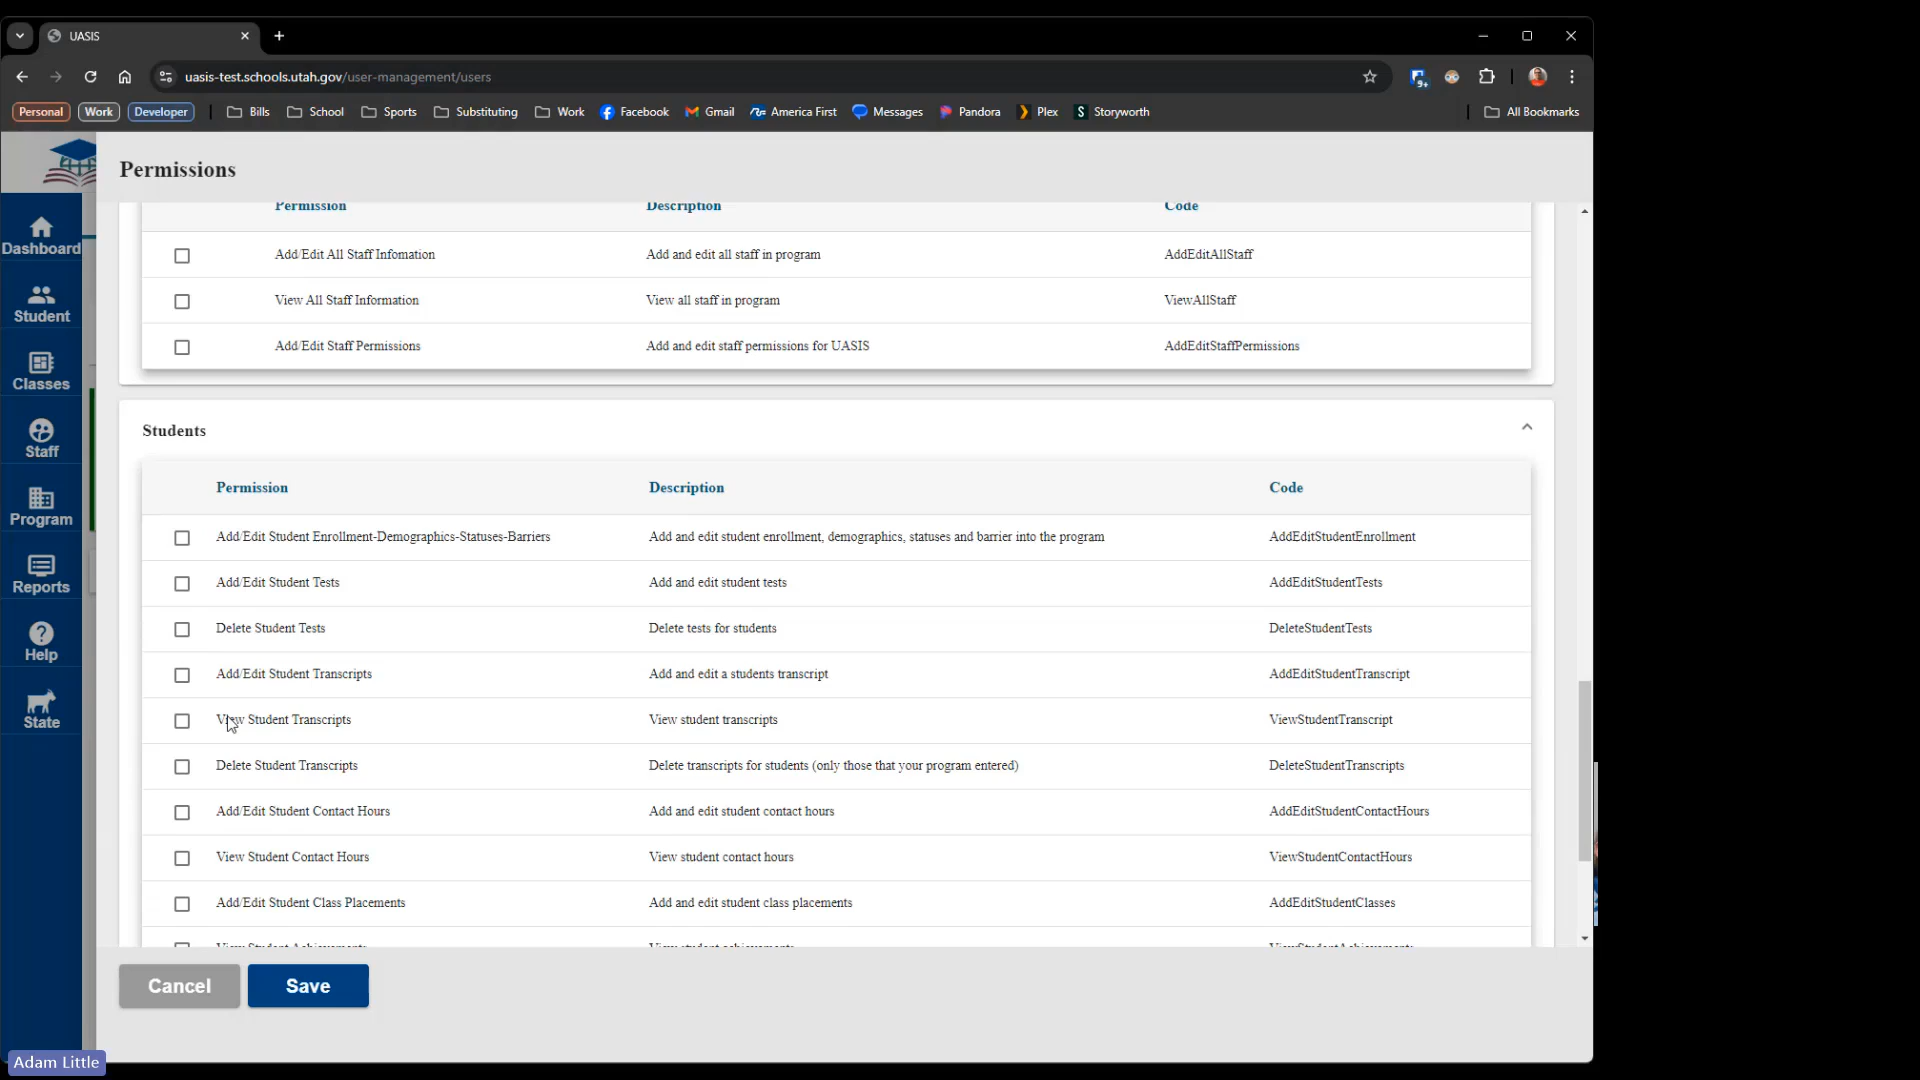 UASIS
uasis-test.schools.utah.gov/user-management/users
9+
Personal Work Developer Bills School Sports Substituting Work Facebook Gmail America First Messages Pandora Plex Storyworth All Bookmarks
Permissions
Dashboard
Student
Classes
Staff
Program
Reports
Help
State
Permission Description Code
Add/Edit All Staff Infomation Add and edit all staff in program AddEditAllStaff
View All Staff Information View all staff in program ViewAllStaff
Add/Edit Staff Permissions Add and edit staff permissions for UASIS AddEditStaffPermissions
Students
Permission Description Code
Add/Edit Student Enrollment-Demographics-Statuses-Barriers Add and edit student enrollment, demographics, statuses and barrier into the program AddEditStudentEnrollment
Add/Edit Student Tests Add and edit student tests AddEditStudentTests
Delete Student Tests Delete tests for students DeleteStudentTests
Add/Edit Student Transcripts Add and edit a students transcript AddEditStudentTranscript
View Student Transcripts View student transcripts ViewStudentTranscript
Delete Student Transcripts Delete transcripts for students (only those that your program entered) DeleteStudentTranscripts
Add/Edit Student Contact Hours Add and edit student contact hours AddEditStudentContactHours
View Student Contact Hours View student contact hours ViewStudentContactHours
Add/Edit Student Class Placements Add and edit student class placements AddEditStudentClasses
View Student Achievements View student achievements ViewStudentAchievements
Cancel Save
Adam Little